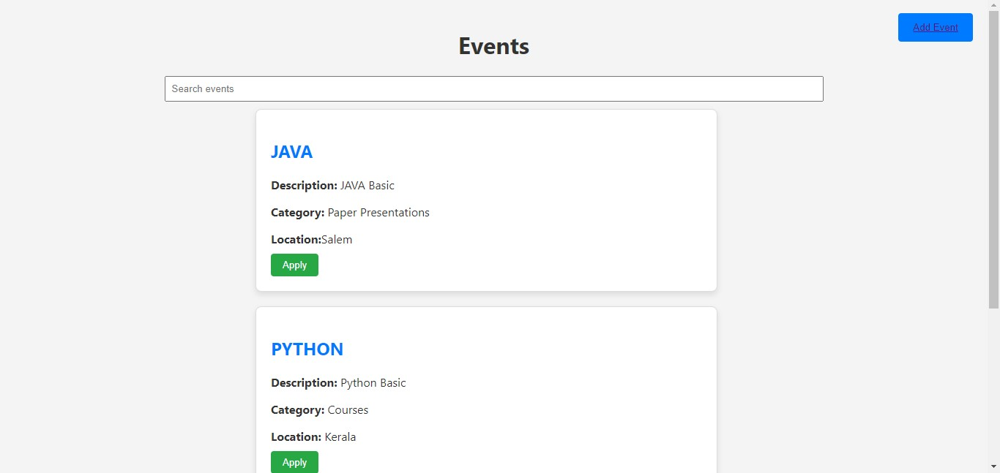 Add Event
Events
Search events
JAVA
Description: JAVA Basic
Category: Paper Presentations
Location:Salem
Apply
PYTHON
Description: Python Basic
Category: Courses
Location: Kerala
Apply